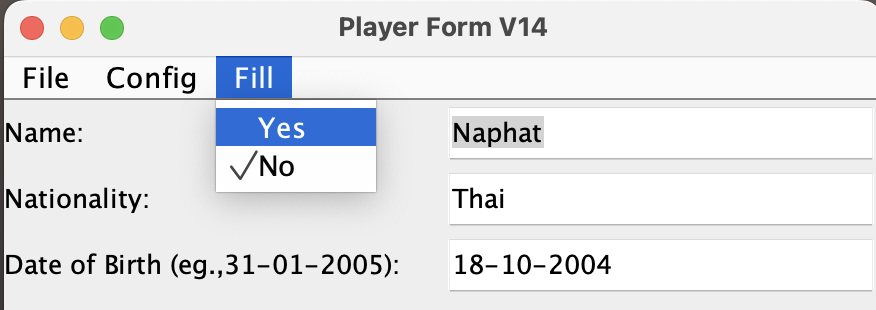 Player Form V14
File Config Fill
Yes
No
Name: Naphat
Nationality: Thai
Date of Birth (eg.,31-01-2005): 18-10-2004